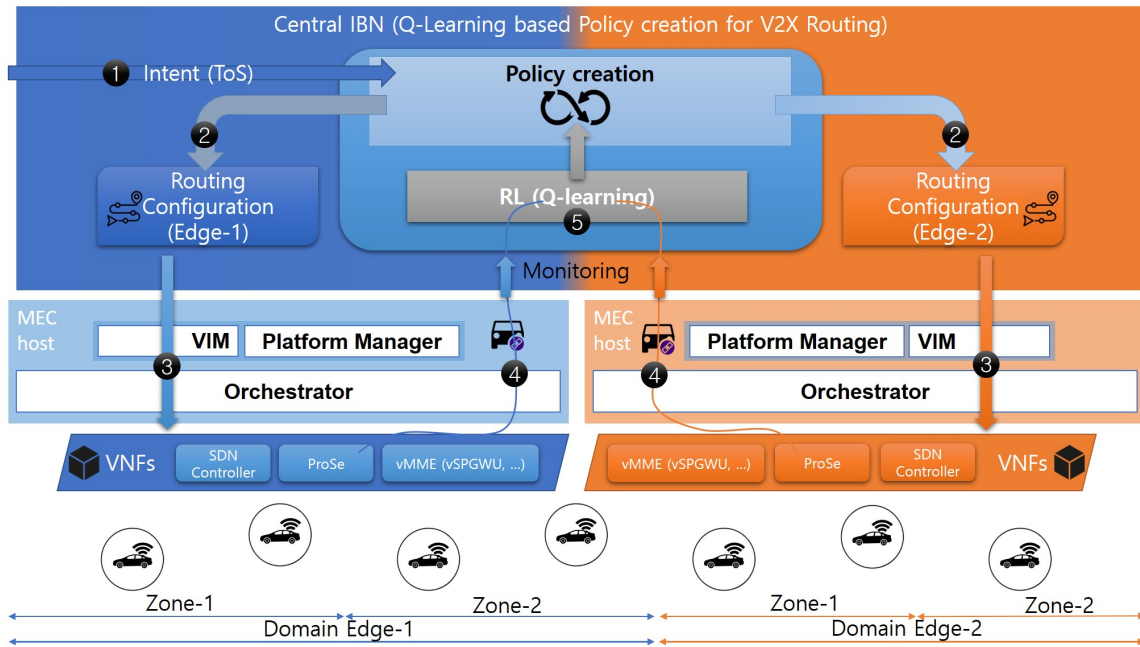 Central IBN (Q-Learning based Policy creation for V2X Routing)
1 Intent (ToS)
Policy creation
2
2
Routing
Configuration
(Edge-1)
RL (Q-learning)
5
Routing
Configuration
(Edge-2)
Monitoring
MEC
host
VIM
Platform Manager
3
4
Orchestrator
MEC
host
Platform Manager
VIM
4
3
Orchestrator
VNFs
SDN
Controller
ProSe
vMME (vSPGWU, ...)
vMME (vSPGWU, ...)
ProSe
SDN
Controller
VNFs
Zone-1
Zone-2
Zone-1
Zone-2
Domain Edge-1
Domain Edge-2